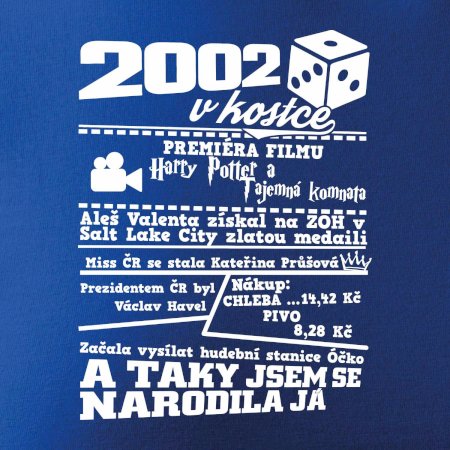 2002
v kostce
PREMIÉRA FILMU
Harry Potter a
Tajemná komnata
Aleš Valenta získal na ZOH v
Salt Lake City zlatou medaili
Miss ČR se stala Kateřina Průšová
Prezidentem ČR byl
Václav Havel
Nákup:
CHLEBA ...14,42 Kč
PIVO
8,28 Kč
Začala vysílat hudební stanice Óčko
A TAKY JSEM SE
NARODILA JÁ